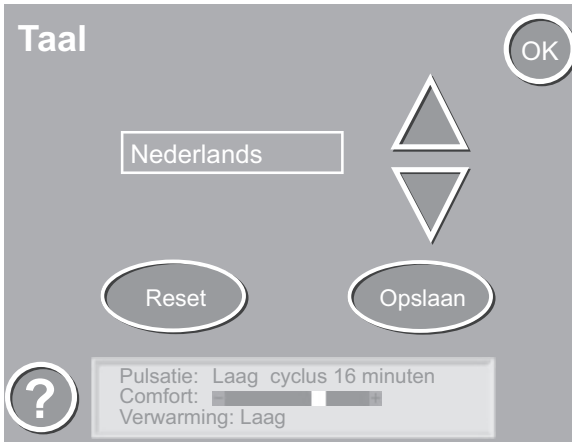 Taal
OK
Nederlands
Reset
Opslaan
?
Pulsatie: Laag cyclus 16 minuten
Comfort: - +
Verwarming: Laag